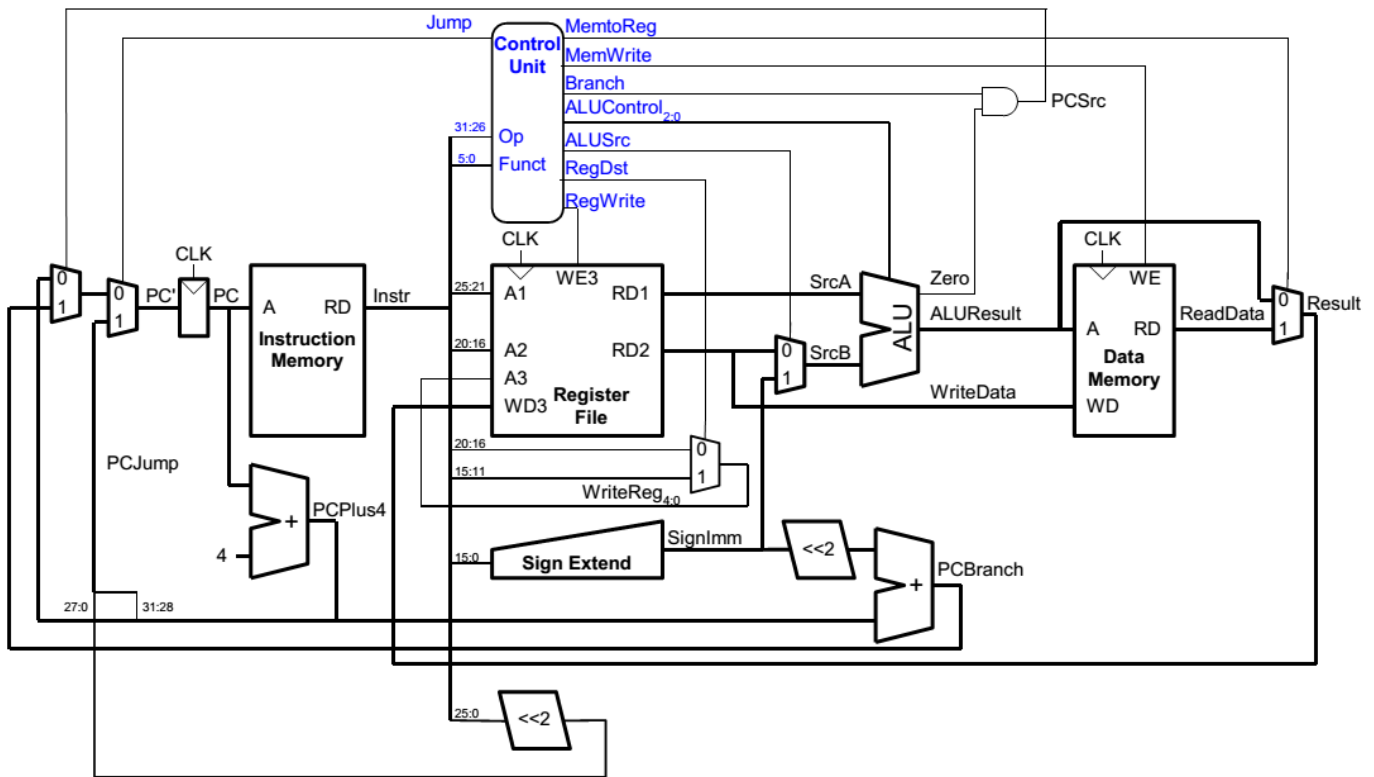 Jump
MemtoReg
Control
Unit
MemWrite
Branch
PCSrc
ALUControl2:0
31:26
Op
ALUSrc
5:0
Funct
RegDst
RegWrite
CLK
CLK
CLK
0
1
0
1
PC'
PC
A
RD
Instruction
Memory
Instr
25:21
A1
WE3
RD1
SrcA
Zero
WE
20:16
A2
RD2
0
1
SrcB
ALU
ALUResult
A
RD
Data
Memory
ReadData
0
1
Result
A3
WD3
Register
File
WriteData
WD
20:16
0
15:11
1
WriteReg4:0
PCJump
PCPlus4
+
4
SignImm
15:0
Sign Extend
<<2
+
PCBranch
27:0
31:28
25:0
<<2